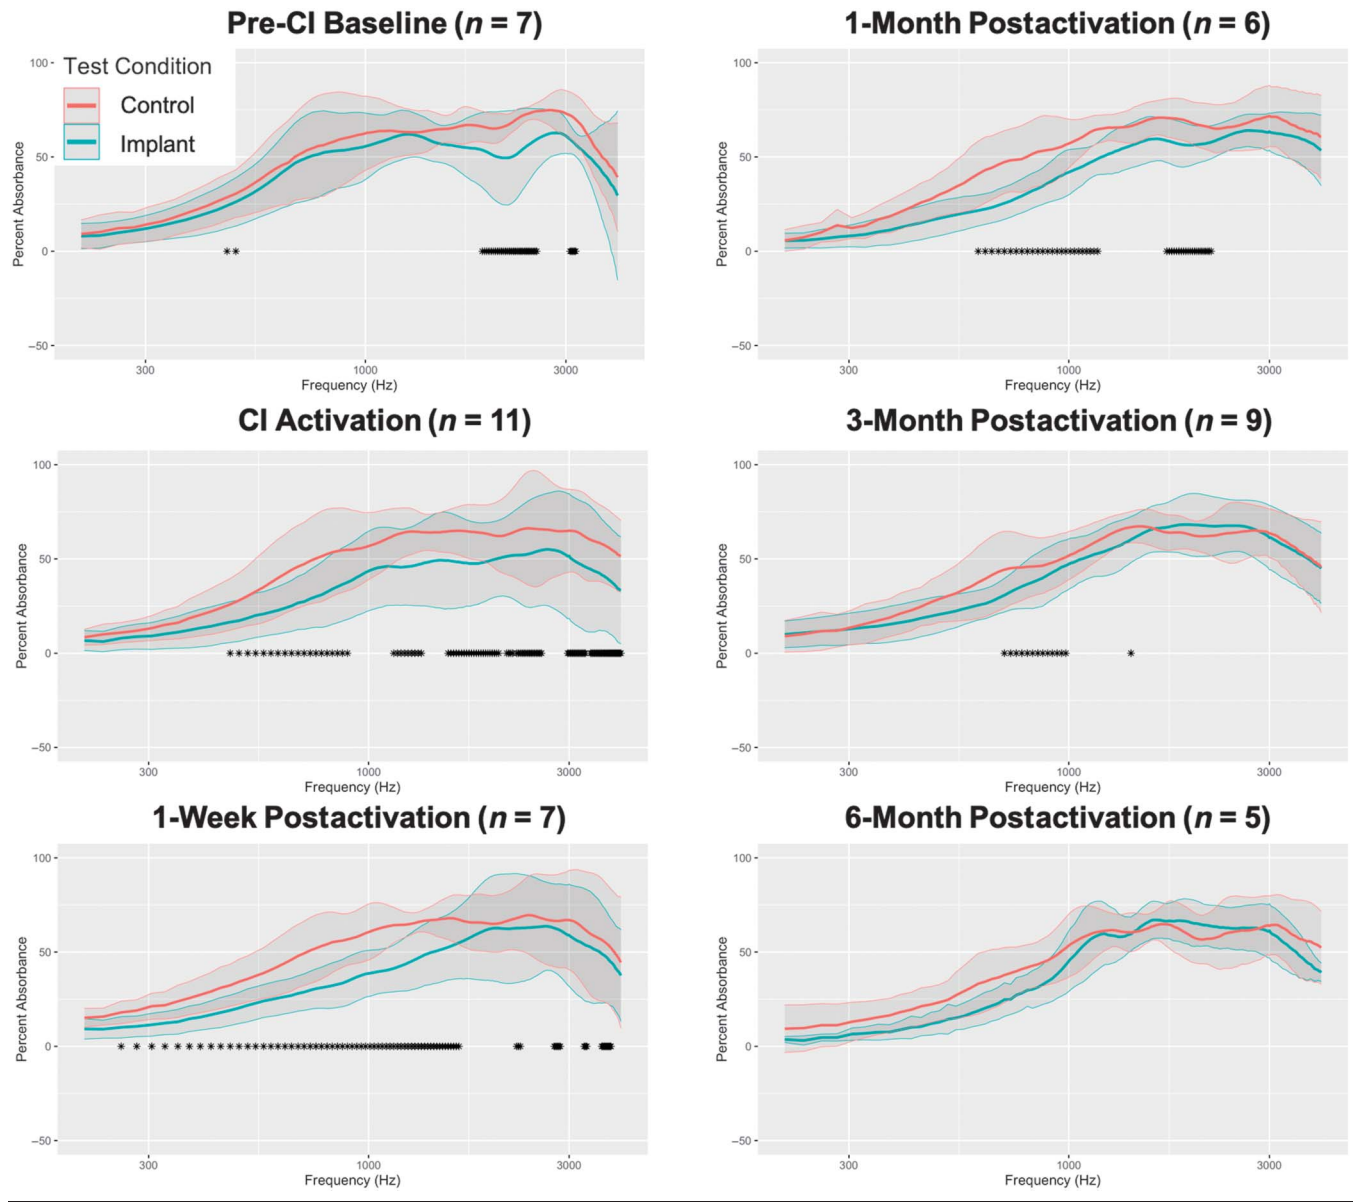 Pre-CI Baseline (n = 7)
Test Condition
Control
Implant
100
50
0
–50
Percent Absorbance
300
1000
3000
Frequency (Hz)
1-Month Postactivation (n = 6)
100
50
0
–50
Percent Absorbance
300
1000
3000
Frequency (Hz)
CI Activation (n = 11)
100
50
0
–50
Percent Absorbance
300
1000
3000
Frequency (Hz)
3-Month Postactivation (n = 9)
100
50
0
–50
Percent Absorbance
300
1000
3000
Frequency (Hz)
1-Week Postactivation (n = 7)
100
50
0
–50
Percent Absorbance
300
1000
3000
Frequency (Hz)
6-Month Postactivation (n = 5)
100
50
0
–50
Percent Absorbance
300
1000
3000
Frequency (Hz)